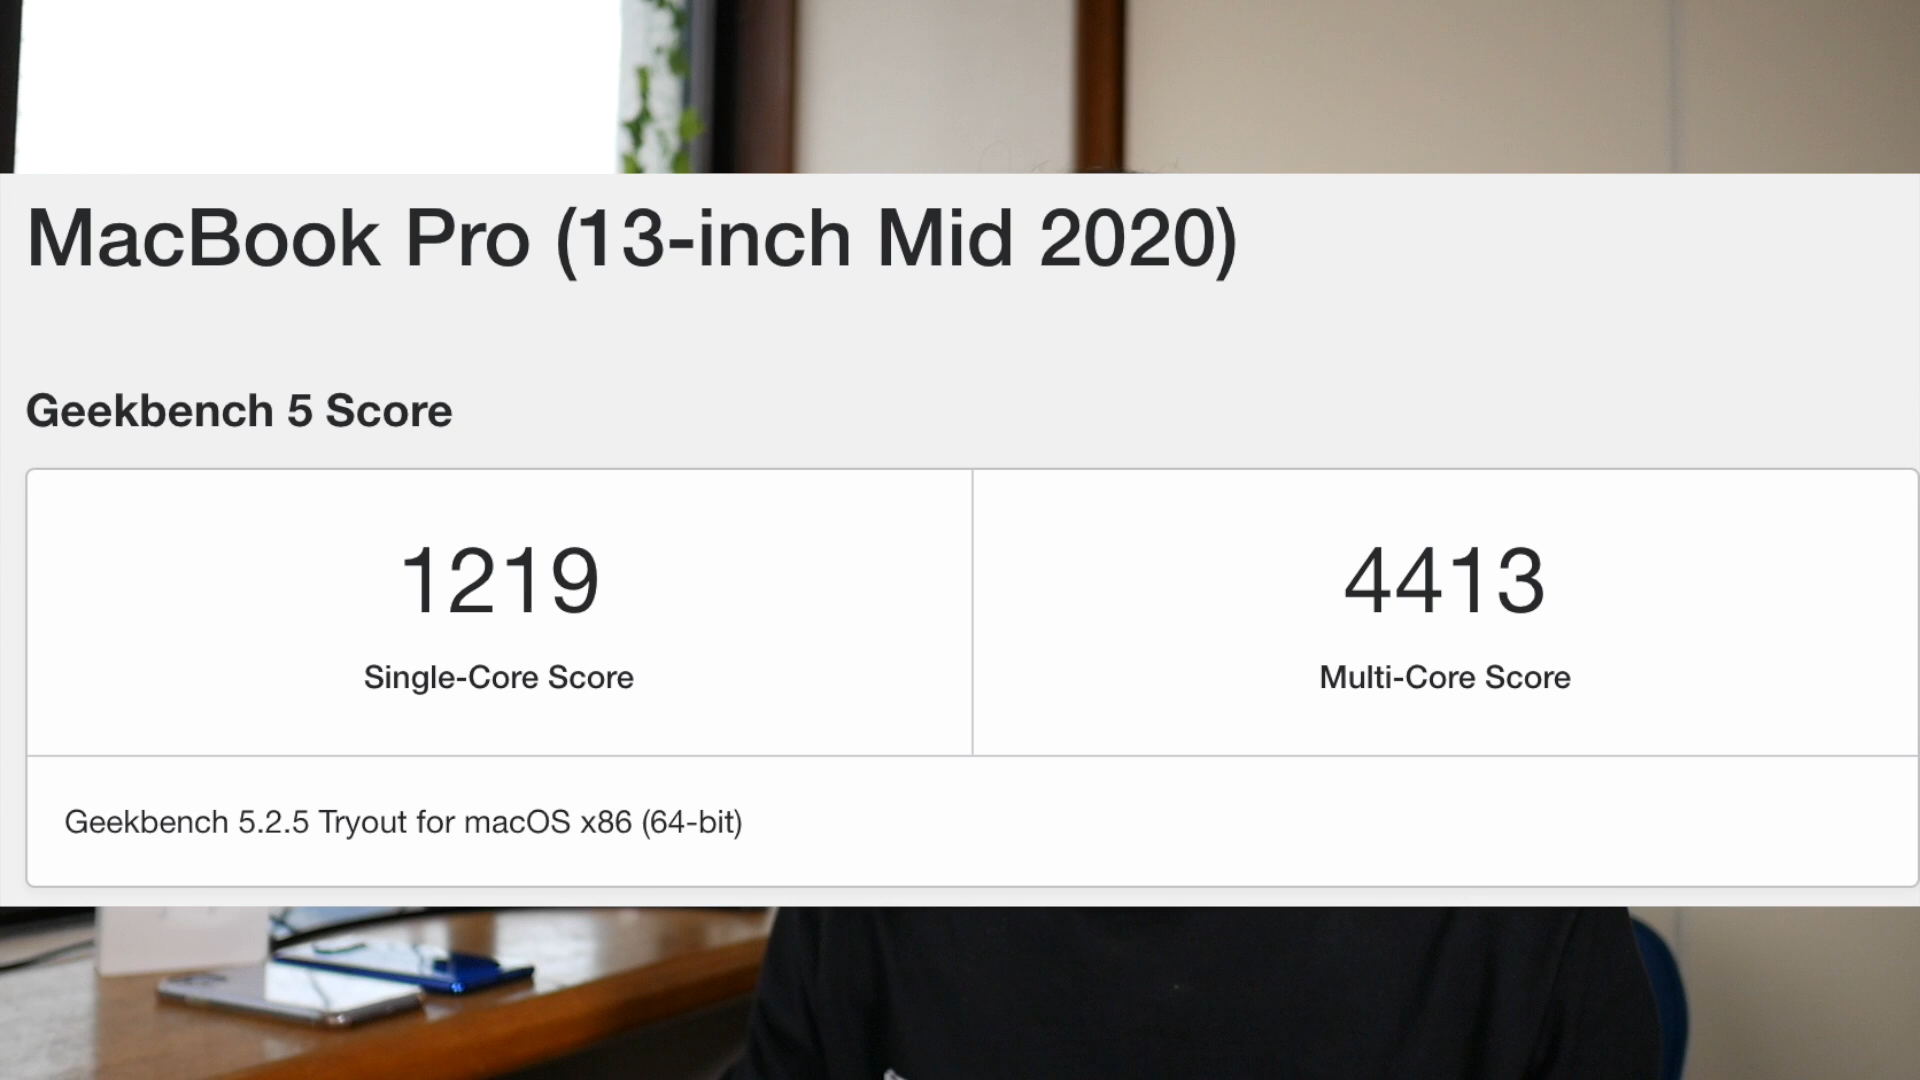 MacBook Pro (13-inch Mid 2020)
Geekbench 5 Score
1219
Single-Core Score
4413
Multi-Core Score
Geekbench 5.2.5 Tryout for macOS x86 (64-bit)